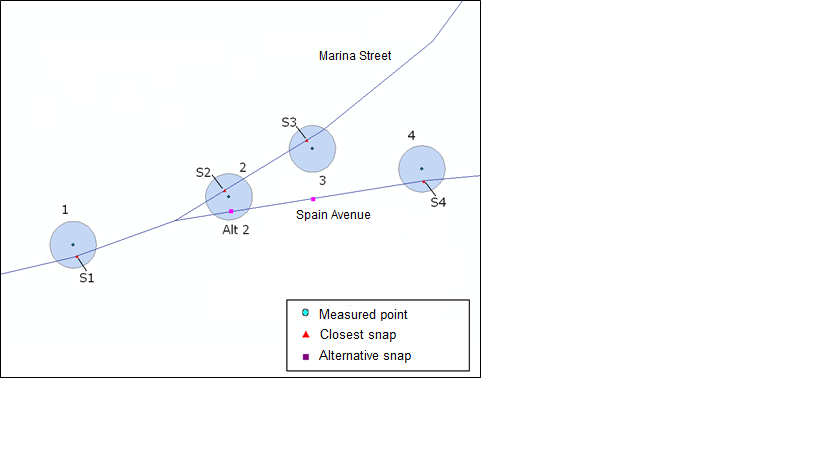 Marina Street
S3
4
2
S2
3
S4
1
Spain Avenue
Alt 2
S1
Measured point
Closest snap
Alternative snap